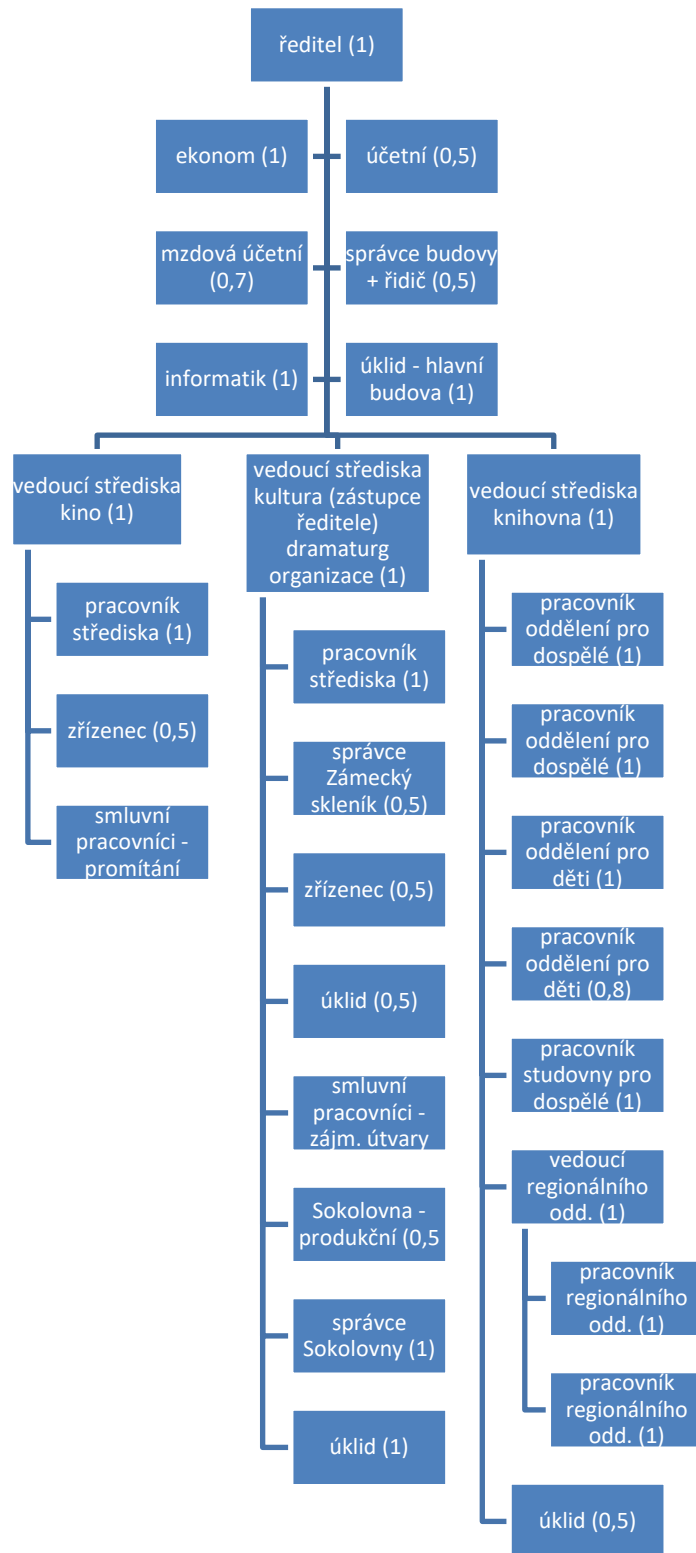 ředitel (1)
ekonom (1)
účetní (0,5)
mzdová účetní
(0,7)
správce budovy
+ řidič (0,5)
informatik (1)
úklid - hlavní
budova (1)
vedoucí střediska
kino (1)
pracovník
střediska (1)
zřízenec (0,5)
smluvní
pracovníci -
promítání
vedoucí střediska
kultura (zástupce
ředitele)
dramaturg
organizace (1)
pracovník
střediska (1)
správce
Zámecký
skleník (0,5)
zřízenec (0,5)
úklid (0,5)
smluvní
pracovníci -
zájm. útvary
Sokolovna -
produkční (0,5
správce
Sokolovny (1)
úklid (1)
vedoucí střediska
knihovna (1)
pracovník
oddělení pro
dospělé (1)
pracovník
oddělení pro
dospělé (1)
pracovník
oddělení pro
děti (1)
pracovník
oddělení pro
děti (0,8)
pracovník
studovny pro
dospělé (1)
vedoucí
regionálního
odd. (1)
pracovník
regionálního
odd. (1)
pracovník
regionálního
odd. (1)
úklid (0,5)